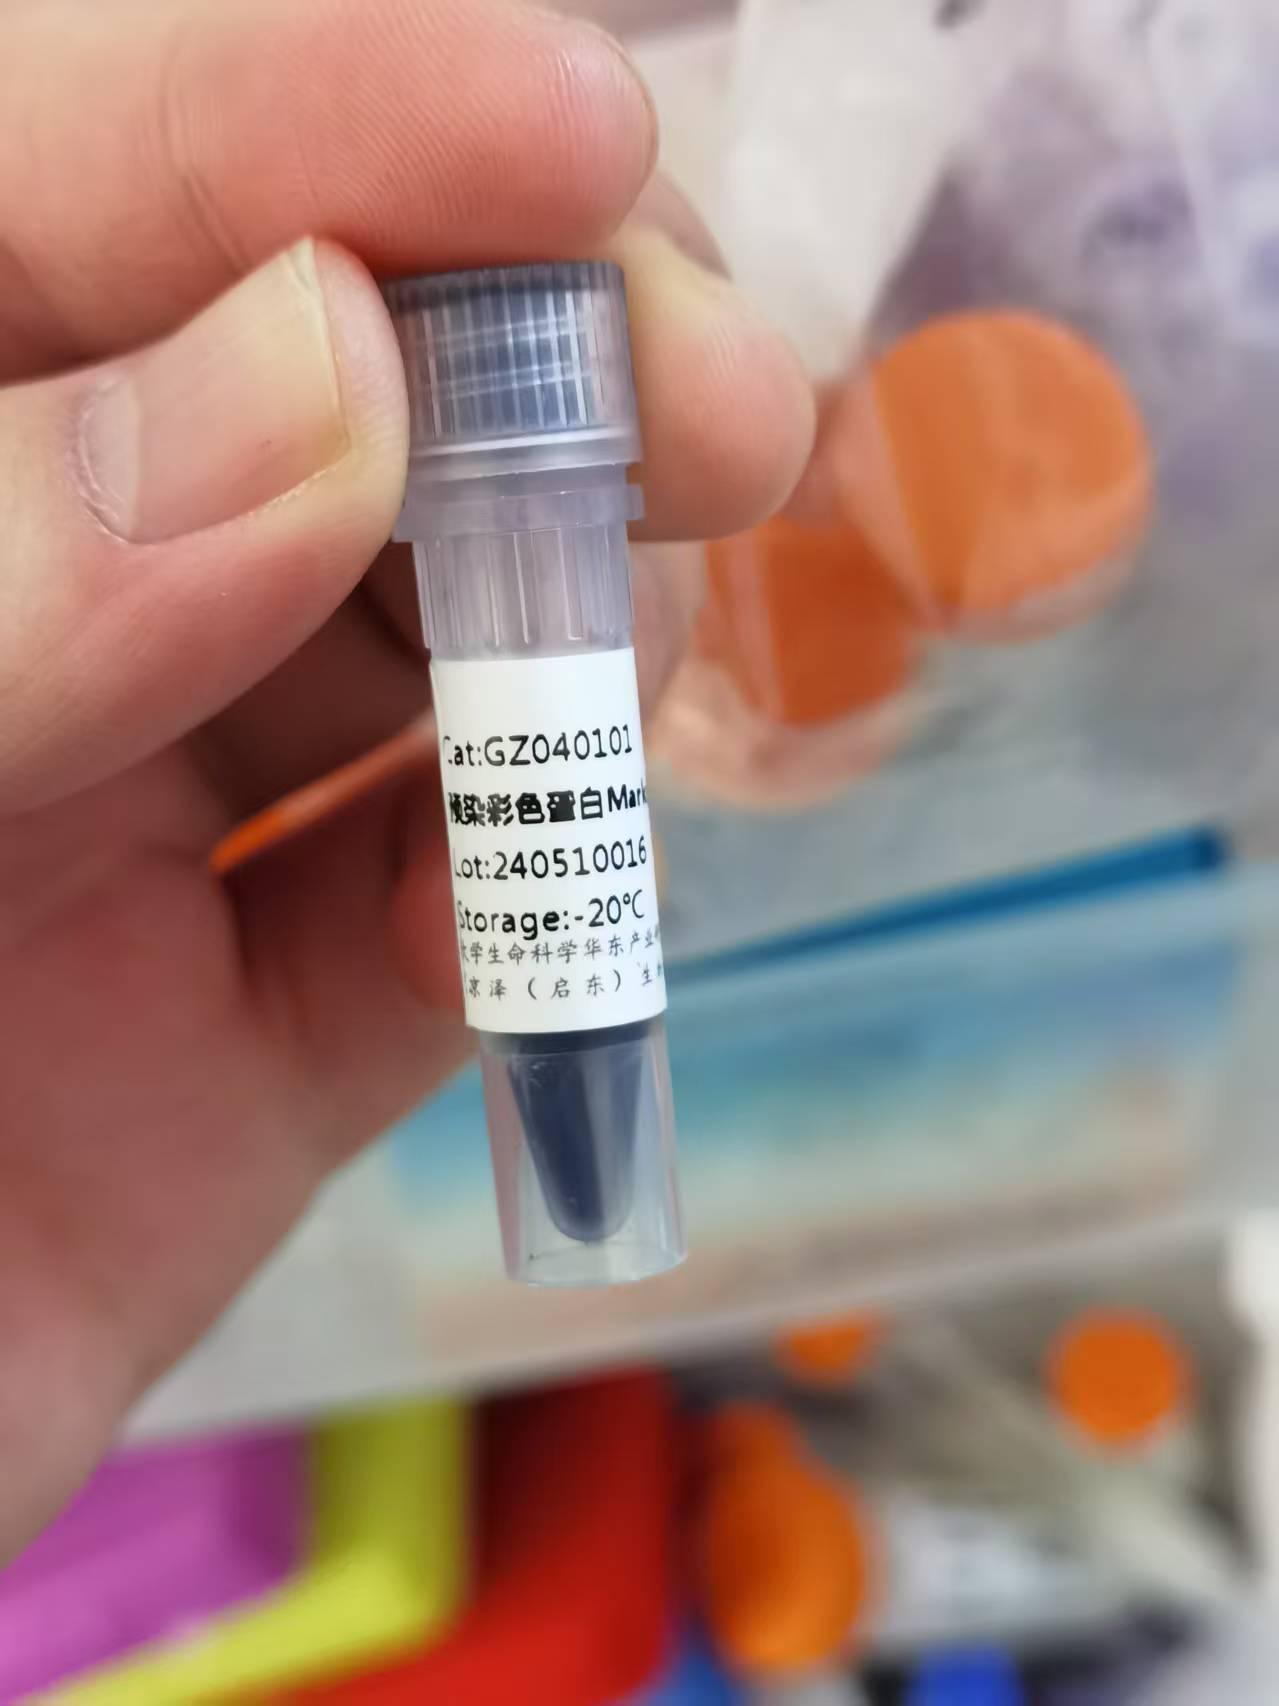 Cat:GZ040101
预染彩色蛋白Mark
Lot:240510016
Storage:-20℃
大学生命科学华东产业
京泽（启东）生